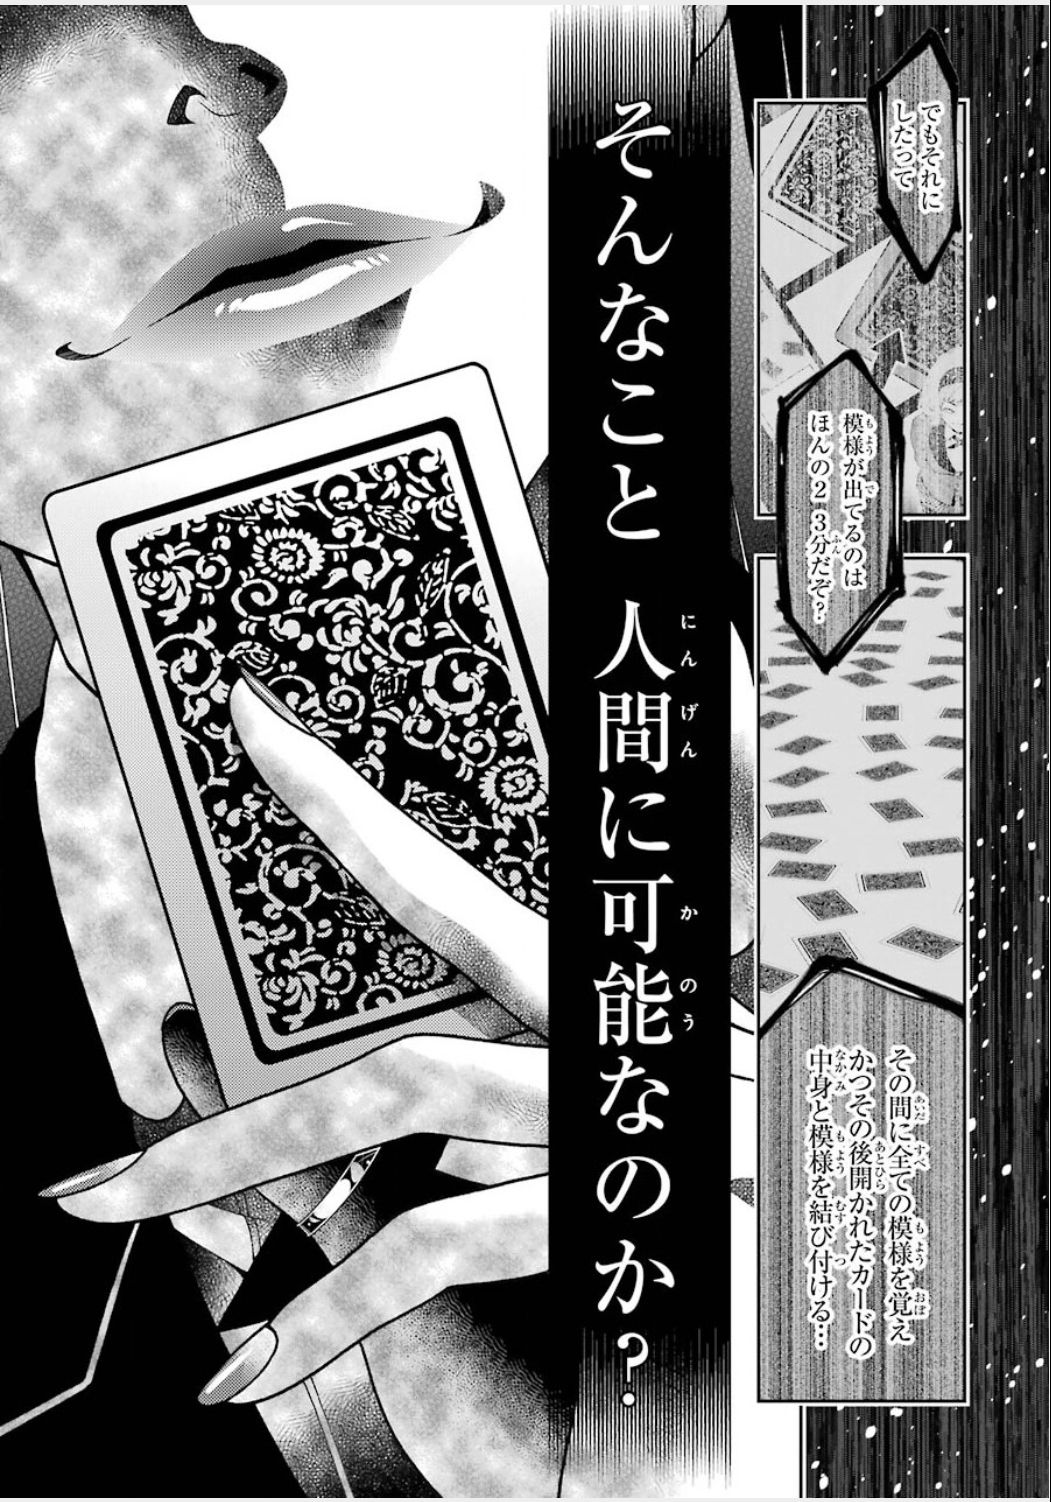 でもそれに
したって
模様が出てるのは
ほんの2 3分だぞ?
その間に全ての模様を覚え
かつその後開かれたカードの
中身と模様を結び付ける…
そんなこと 人間に可能なのか?